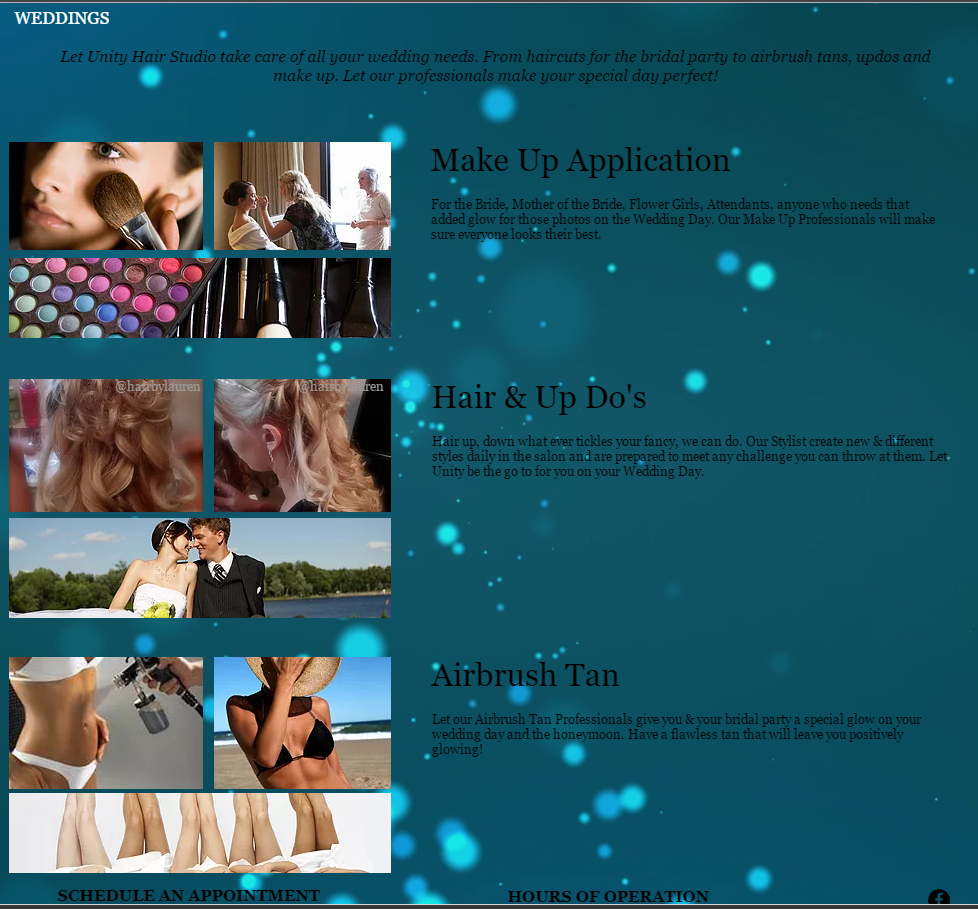 WEDDINGS
Let Unity Hair Studio take care of all your wedding needs. From haircuts for the bridal party to airbrush tans, updos and
make up. Let our professionals make your special day perfect!
Make Up Application
For the Bride, Mother of the Bride, Flower Girls, Attendants, anyone who needs that
added glow for those photos on the Wedding Day. Our Make Up Professionals will make
sure everyone looks their best.
@hairbylauren
@hairbylauren
Hair & Up Do's
Hair up, down what ever tickles your fancy, we can do. Our Stylist create new & different
styles daily in the salon and are prepared to meet any challenge you can throw at them. Let
Unity be the go to for you on your Wedding Day.
Airbrush Tan
Let our Airbrush Tan Professionals give you & your bridal party a special glow on your
wedding day and the honeymoon. Have a flawless tan that will leave you positively
glowing!
SCHEDULE AN APPOINTMENT
HOURS OF OPERATION